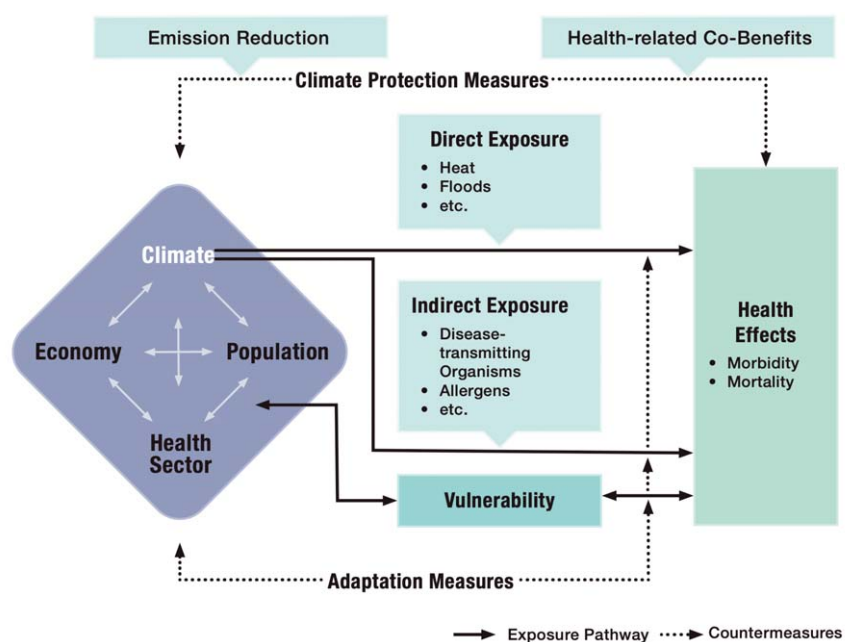 Emission Reduction
Health-related Co-Benefits
Climate Protection Measures
Direct Exposure
• Heat
• Floods
• etc.
Climate
Economy
Population
Health
Sector
Indirect Exposure
• Disease-
transmitting
Organisms
• Allergens
• etc.
Health
Effects
• Morbidity
• Mortality
Vulnerability
Adaptation Measures
Exposure Pathway
Countermeasures